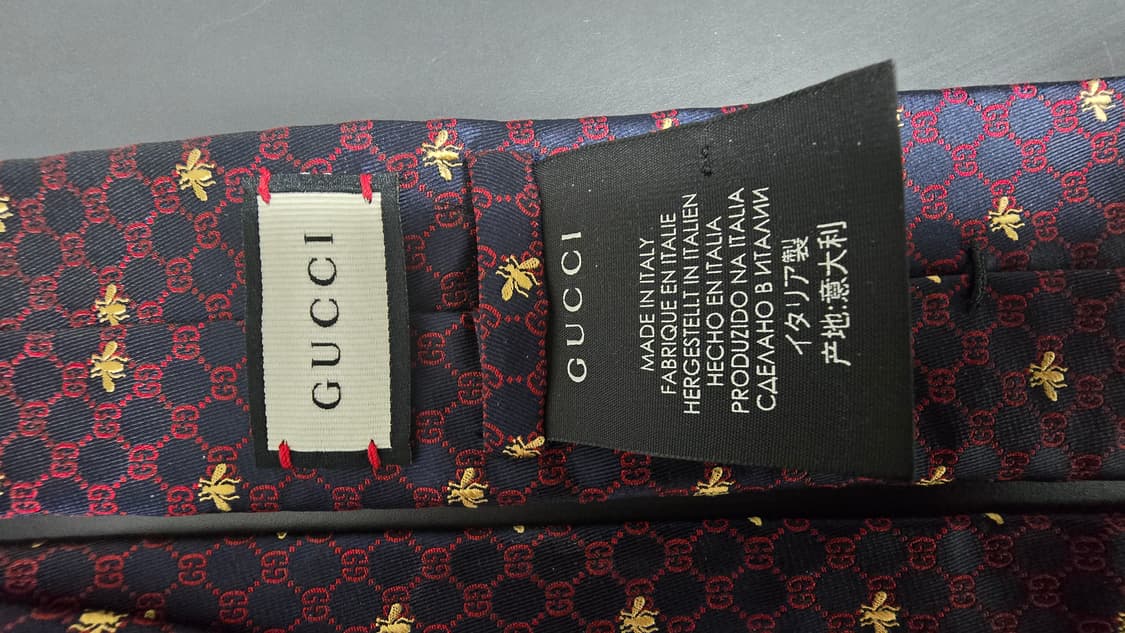 GUCCI
GUCCI
MADE IN ITALY
FABRIQUE EN ITALIE
HERGESTELLT IN ITALIEN
HECHO EN ITALIA
PRODUZIDO NA ITALIA
СДЕЛАНО В ИТАЛИИ
イタリア製
产地:意大利